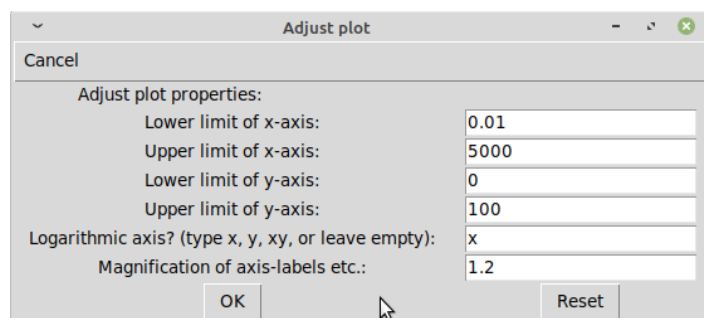 Adjust plot
Cancel
Adjust plot properties:
Lower limit of x-axis: 0.01
Upper limit of x-axis: 5000
Lower limit of y-axis: 0
Upper limit of y-axis: 100
Logarithmic axis? (type x, y, xy, or leave empty): x
Magnification of axis-labels etc.: 1.2
OK Reset